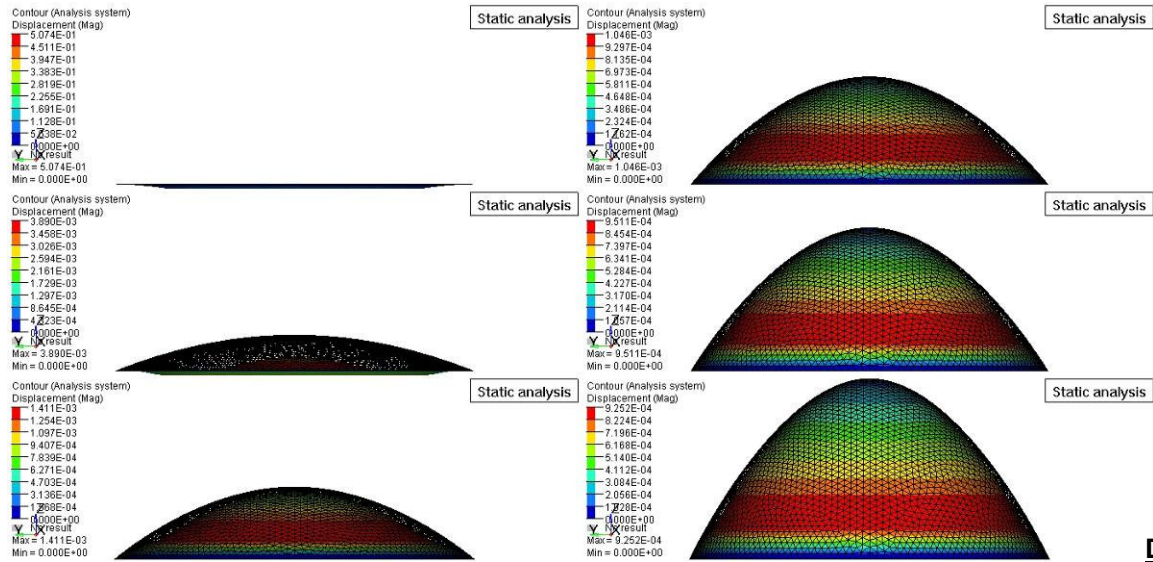 Contour (Analysis system)
Displacement (Mag)
5.074E-01
4.511E-01
3.947E-01
3.383E-01
2.819E-01
2.255E-01
1.691E-01
1.128E-01
0.000E+00
result
Max = 5.074E-01
Min = 0.000E+00
Z
Y
X
Static analysis
Contour (Analysis system)
Displacement (Mag)
3.890E-03
3.458E-03
3.026E-03
2.594E-03
2.161E-03
1.729E-03
1.297E-03
8.645E-04
0.000E+00
result
Max = 3.890E-03
Min = 0.000E+00
Z
Y
X
Static analysis
Contour (Analysis system)
Displacement (Mag)
1.411E-03
1.254E-03
1.097E-03
9.407E-04
7.839E-04
6.271E-04
4.703E-04
3.136E-04
0.000E+00
result
Max = 1.411E-03
Min = 0.000E+00
Z
Y
X
Static analysis
Contour (Analysis system)
Displacement (Mag)
1.046E-03
9.297E-04
8.135E-04
6.973E-04
5.811E-04
4.648E-04
3.486E-04
2.324E-04
0.000E+00
result
Max = 1.046E-03
Min = 0.000E+00
Z
Y
X
Static analysis
Contour (Analysis system)
Displacement (Mag)
9.511E-04
8.454E-04
7.397E-04
6.341E-04
5.284E-04
4.227E-04
3.170E-04
2.114E-04
0.000E+00
result
Max = 9.511E-04
Min = 0.000E+00
Z
Y
X
Static analysis
Contour (Analysis system)
Displacement (Mag)
9.252E-04
8.224E-04
7.196E-04
6.168E-04
5.140E-04
4.112E-04
3.084E-04
2.056E-04
0.000E+00
result
Max = 9.252E-04
Min = 0.000E+00
Z
Y
X
Static analysis